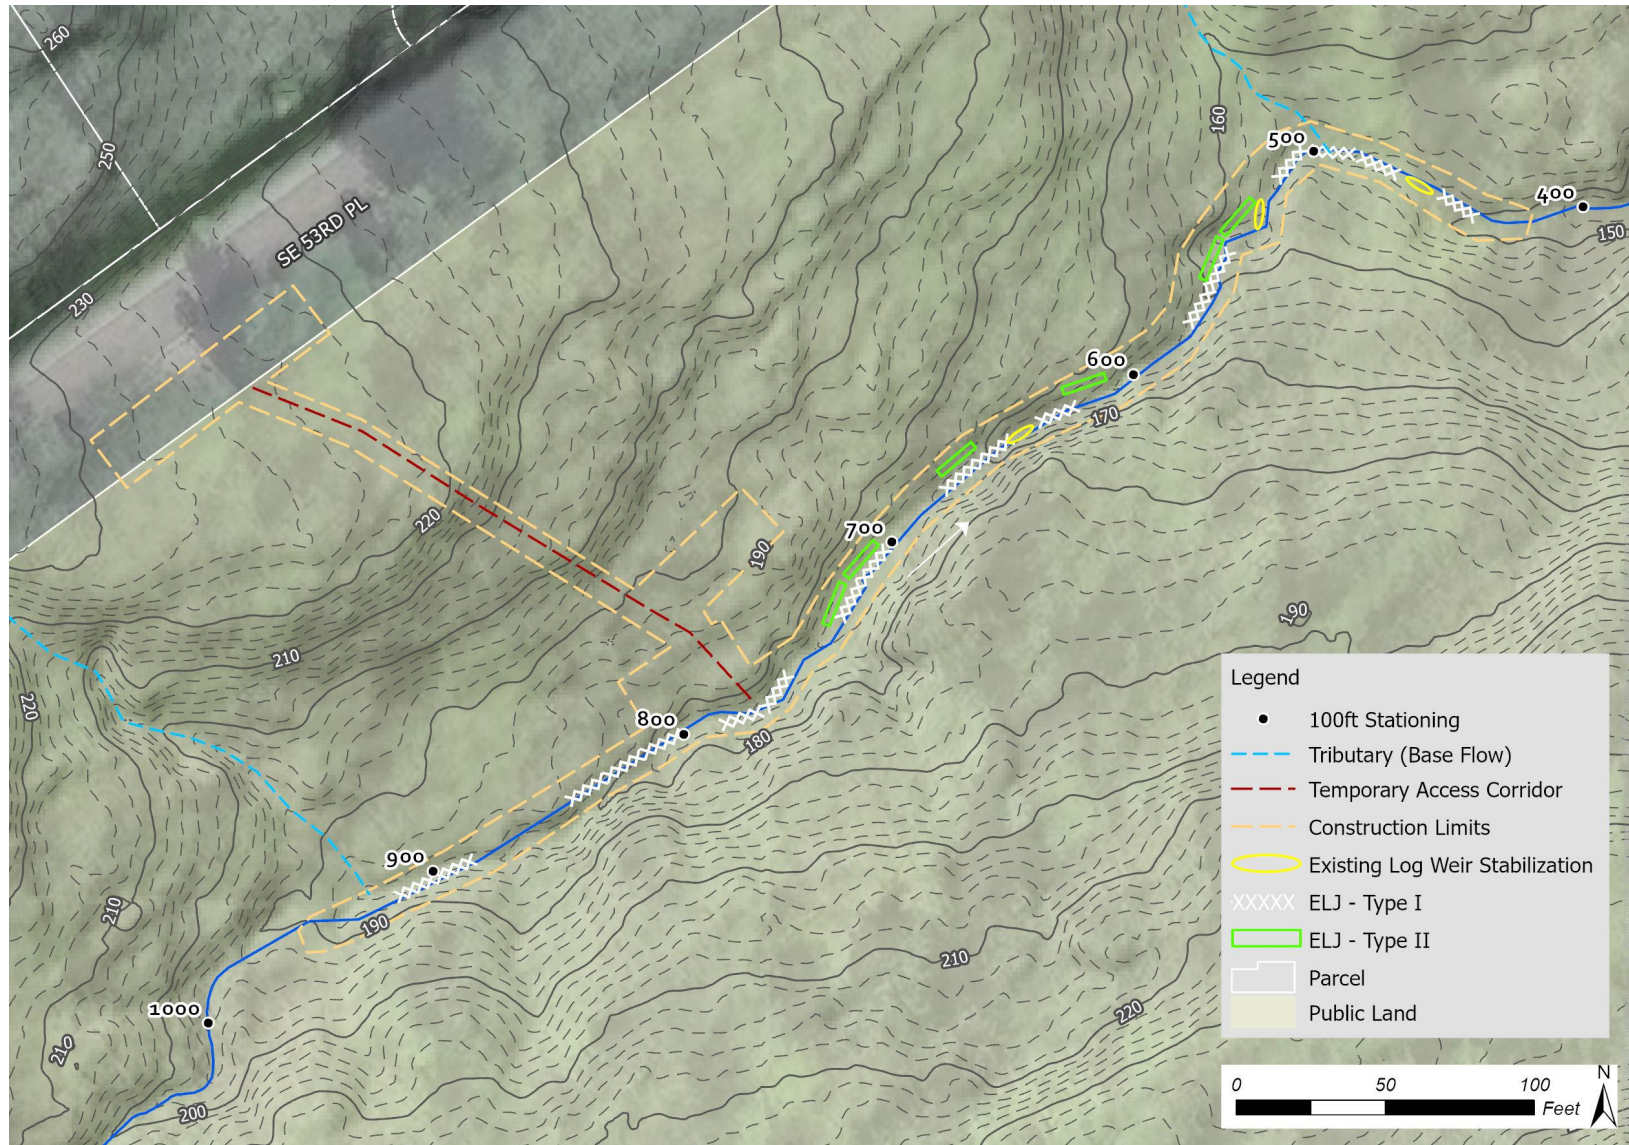 260
250
SE 53RD PL
230
160
500
400
150
600
170
220
700
190
190
210
220
800
180
900
210
190
210
1000
210
220
200
Legend
100ft Stationing
Tributary (Base Flow)
Temporary Access Corridor
Construction Limits
Existing Log Weir Stabilization
XXXXX ELJ - Type I
ELJ - Type II
Parcel
Public Land
0 50 100
Feet
N